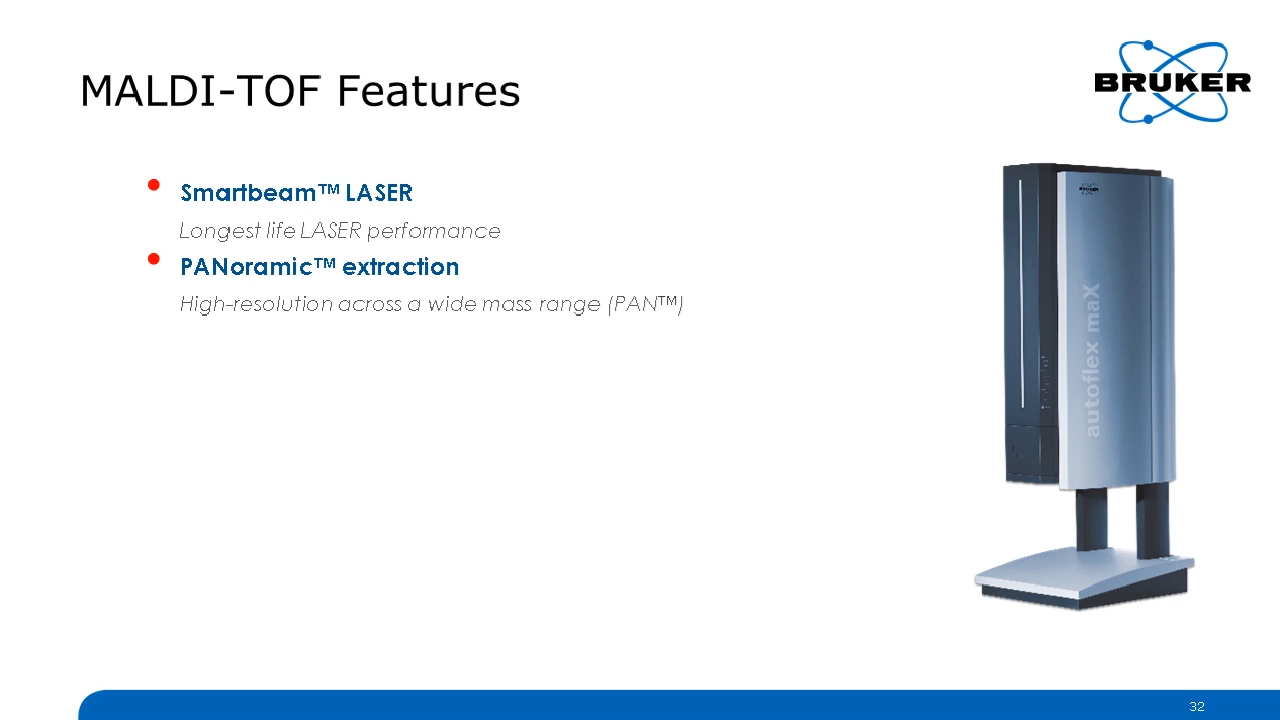 MALDI-TOF Features
BRUKER
• Smartbeam™ LASER
Longest life LASER performance
• PANoramic™ extraction
High-resolution across a wide mass range (PAN™)
BRUKER
autoflex maX
32